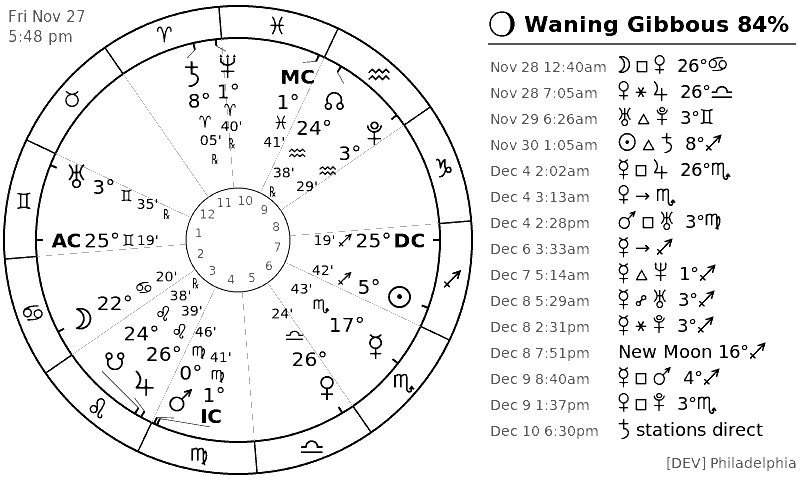 Fri Nov 27
5:48 pm
Waning Gibbous 84%
♄ 8° ♈ 05' ℞
♆ 1° ♈ 40' ℞
MC 1° ♓ 41'
☊ 24° ♒ 38' ℞
♇ 3° ♒ 29'
♅ 3° ♊ 35' ℞
AC 25° ♊ 19'
19' ♐ 25° DC
☽ 22° ♋ 20'
☋ 24° ♌ 38' ℞
♃ 26° ♌ 39'
♂ 0° ♍ 46'
IC 1° ♍ 41'
♀ 26° ♎ 24'
☿ 17° ♏ 43'
☉ 5° ♐ 42'
♈ ♓ ♒ ♑ ♐ ♏ ♎ ♍ ♌ ♋ ♊ ♉
1 2 3 4 5 6 7 8 9 10 11 12
Nov 28 12:40am ☽ □ ♀ 26°♋
Nov 28 7:05am ♀ ⚹ ♃ 26°♎
Nov 29 6:26am ♅ △ ♇ 3°♊
Nov 30 1:05am ☉ △ ♄ 8°♐
Dec 4 2:02am ☿ □ ♃ 26°♏
Dec 4 3:13am ♀ → ♏
Dec 4 2:28pm ♂ □ ♅ 3°♍
Dec 6 3:33am ☿ → ♐
Dec 7 5:14am ☿ △ ♆ 1°♐
Dec 8 5:29am ☿ ☍ ♅ 3°♐
Dec 8 2:31pm ☿ ⚹ ♇ 3°♐
Dec 8 7:51pm New Moon 16°♐
Dec 9 8:40am ☿ □ ♂ 4°♐
Dec 9 1:37pm ♀ □ ♇ 3°♏
Dec 10 6:30pm ♄ stations direct
[DEV] Philadelphia